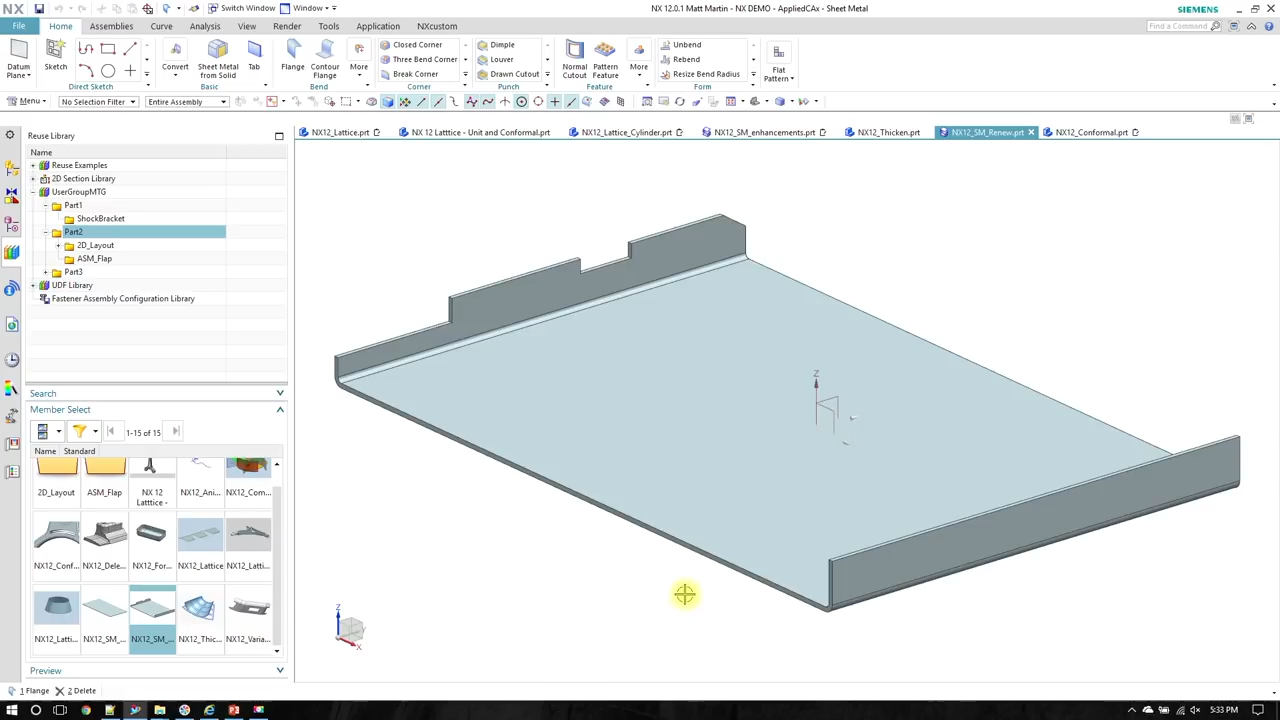 NX
Switch Window
Window
NX 12.0.1 Matt Martin - NX DEMO - AppliedCAx - Sheet Metal
SIEMENS
File
Home
Assemblies
Curve
Analysis
View
Render
Tools
Application
NXcustom
Find a Command
Datum
Plane
Sketch
Direct Sketch
Convert
Sheet Metal
from Solid
Tab
Basic
Flange
Contour
Flange
More
Bend
Closed Corner
Three Bend Corner
Break Corner
Corner
Dimple
Louver
Drawn Cutout
Punch
Normal
Cutout
Pattern
Feature
More
Feature
Unbend
Rebend
Resize Bend Radius
Form
Flat
Pattern
Menu
No Selection Filter
Entire Assembly
Reuse Library
NX12_Lattice.prt
NX 12 Latttice - Unit and Conformal.prt
NX12_Lattice_Cylinder.prt
NX12_SM_enhancements.prt
NX12_Thicken.prt
NX12_SM_Renew.prt
NX12_Conformal.prt
Name
Reuse Examples
2D Section Library
UserGroupMTG
Part1
ShockBracket
Part2
2D_Layout
ASM_Flap
Part3
UDF Library
Fastener Assembly Configuration Library
Search
Member Select
1-15 of 15
Name
Standard
2D_Layout
ASM_Flap
NX 12
Latttice -
NX12_Ani...
NX12_Com...
NX12_Conf...
NX12_Dele...
NX12_For...
NX12_Lattice
NX12_Latti...
NX12_Latti...
NX12_SM_...
NX12_SM_...
NX12_Thic...
NX12_Varia...
Preview
1 Flange
2 Delete
Z
Z
X
5:33 PM